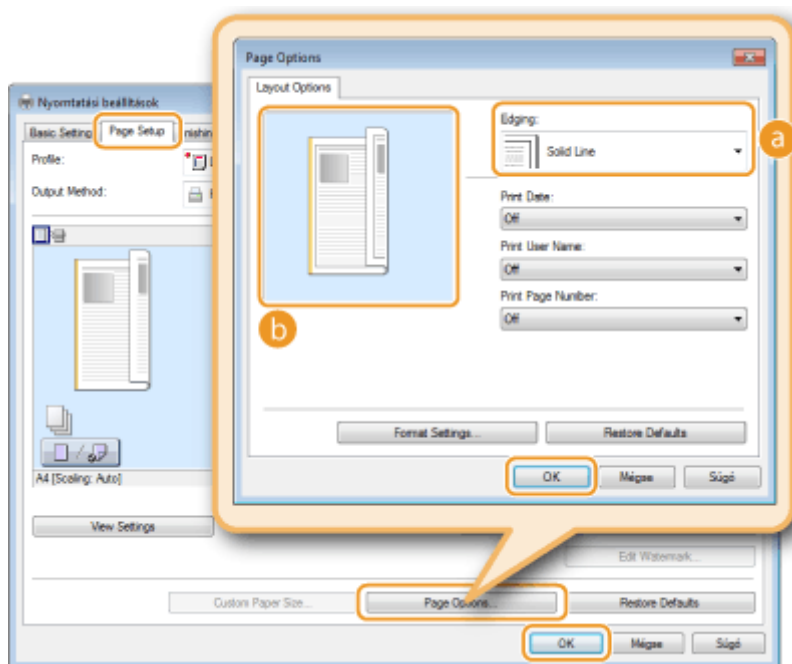 Page Options
Layout Options
Edging:
Solid Line
a
Print Date:
Off
Print User Name:
Off
Print Page Number:
Off
b
Format Settings...
Restore Defaults
OK Mégse Súgó
Nyomtatási beállítások
Basic Setting Page Setup
Profile:
Output Method:
A4 [Scaling: Auto]
View Settings
Edit Watermark...
Custom Paper Size... Page Options... Restore Defaults
OK Mégse Súgó